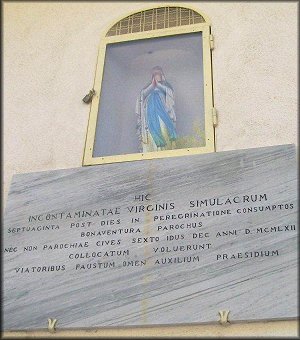 HIC
INCONTAMINATAE VIRGINIS SIMULACRUM
SEPTUAGINTA POST DIES IN PEREGRINATIONE CONSUMPTOS
BONAVENTURA PAROCHUS
NEC NON PAROCHIAE CIVES SEXTO IDUS DEC ANNI D. MCMLXII
COLLOCATUM VOLUERUNT
VIATORIBUS FAUSTUM OMEN AUXILIUM PRAESIDIUM